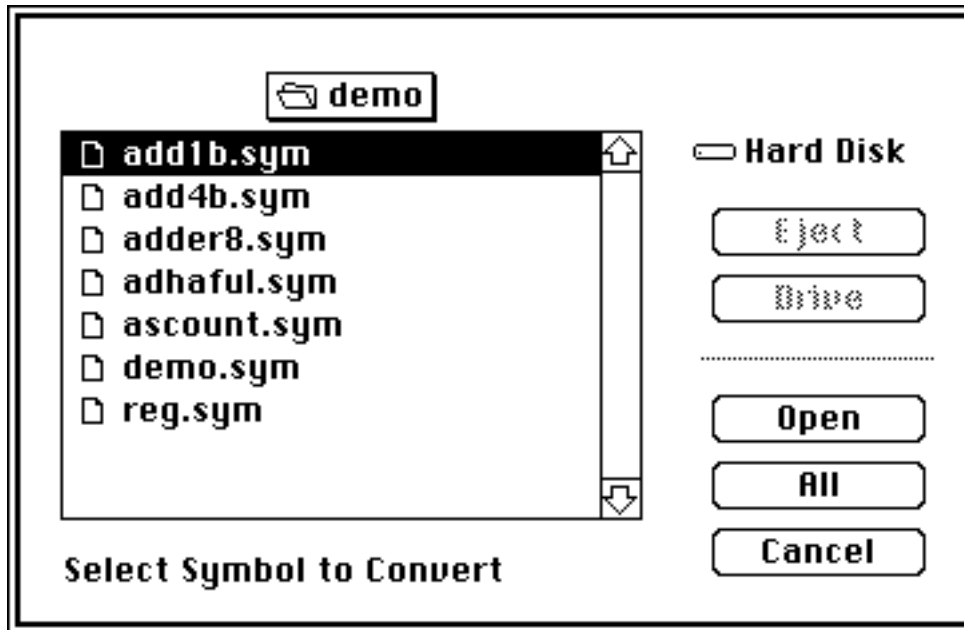 demo
add1b.sym
add4b.sym
adder8.sym
adhaful.sym
ascount.sym
demo.sym
reg.sym
Hard Disk
Eject
Drive
Open
All
Cancel
Select Symbol to Convert